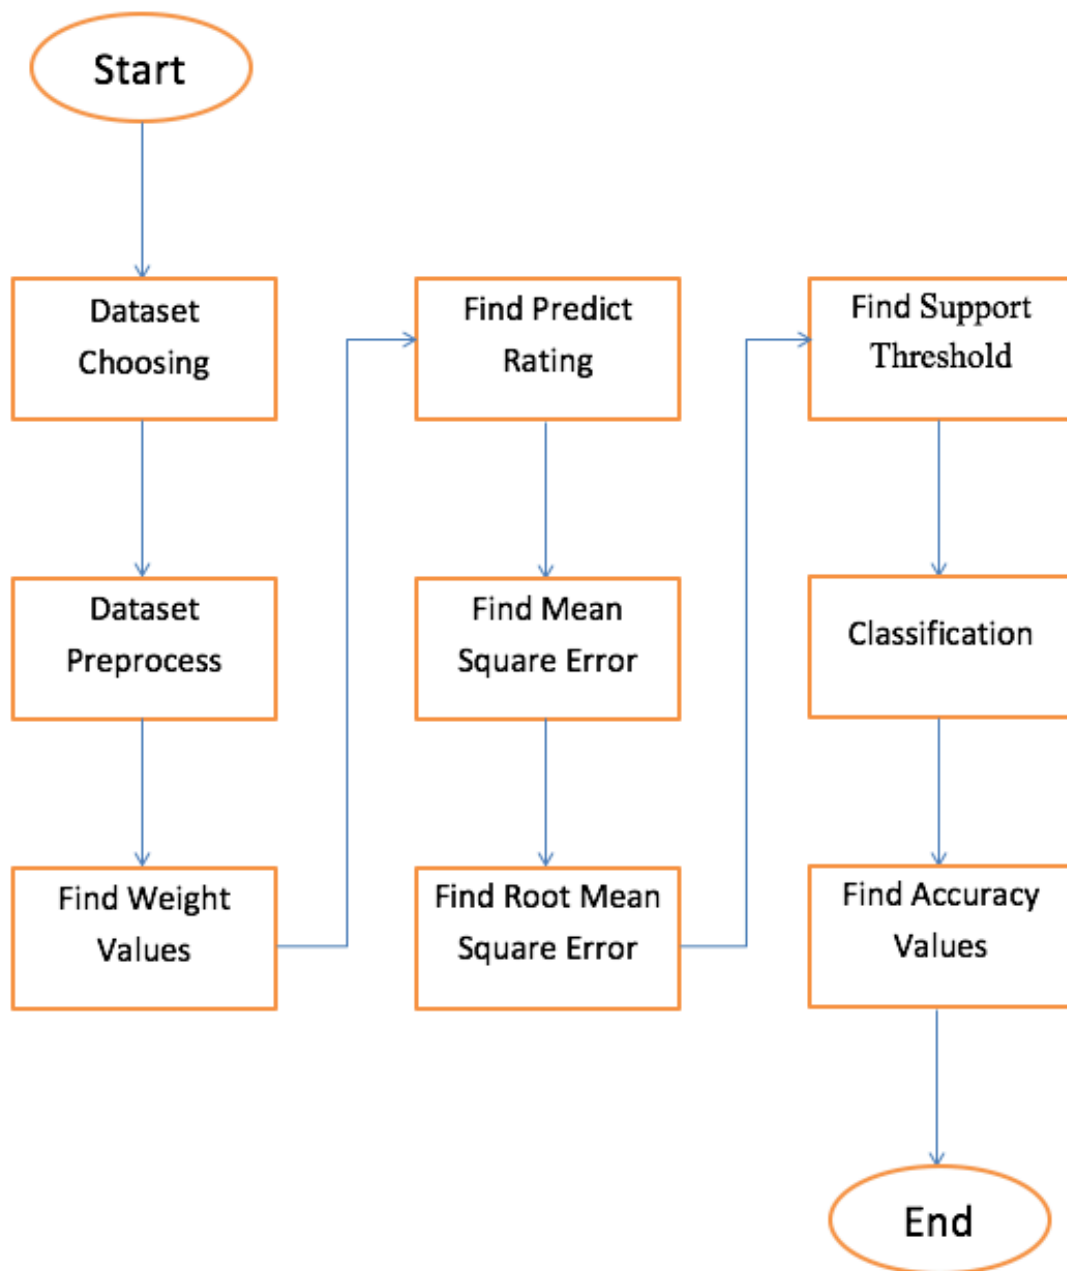 Start
Dataset
Choosing
Dataset
Preprocess
Find Weight
Values
Find Predict
Rating
Find Mean
Square Error
Find Root Mean
Square Error
Find Support
Threshold
Classification
Find Accuracy
Values
End